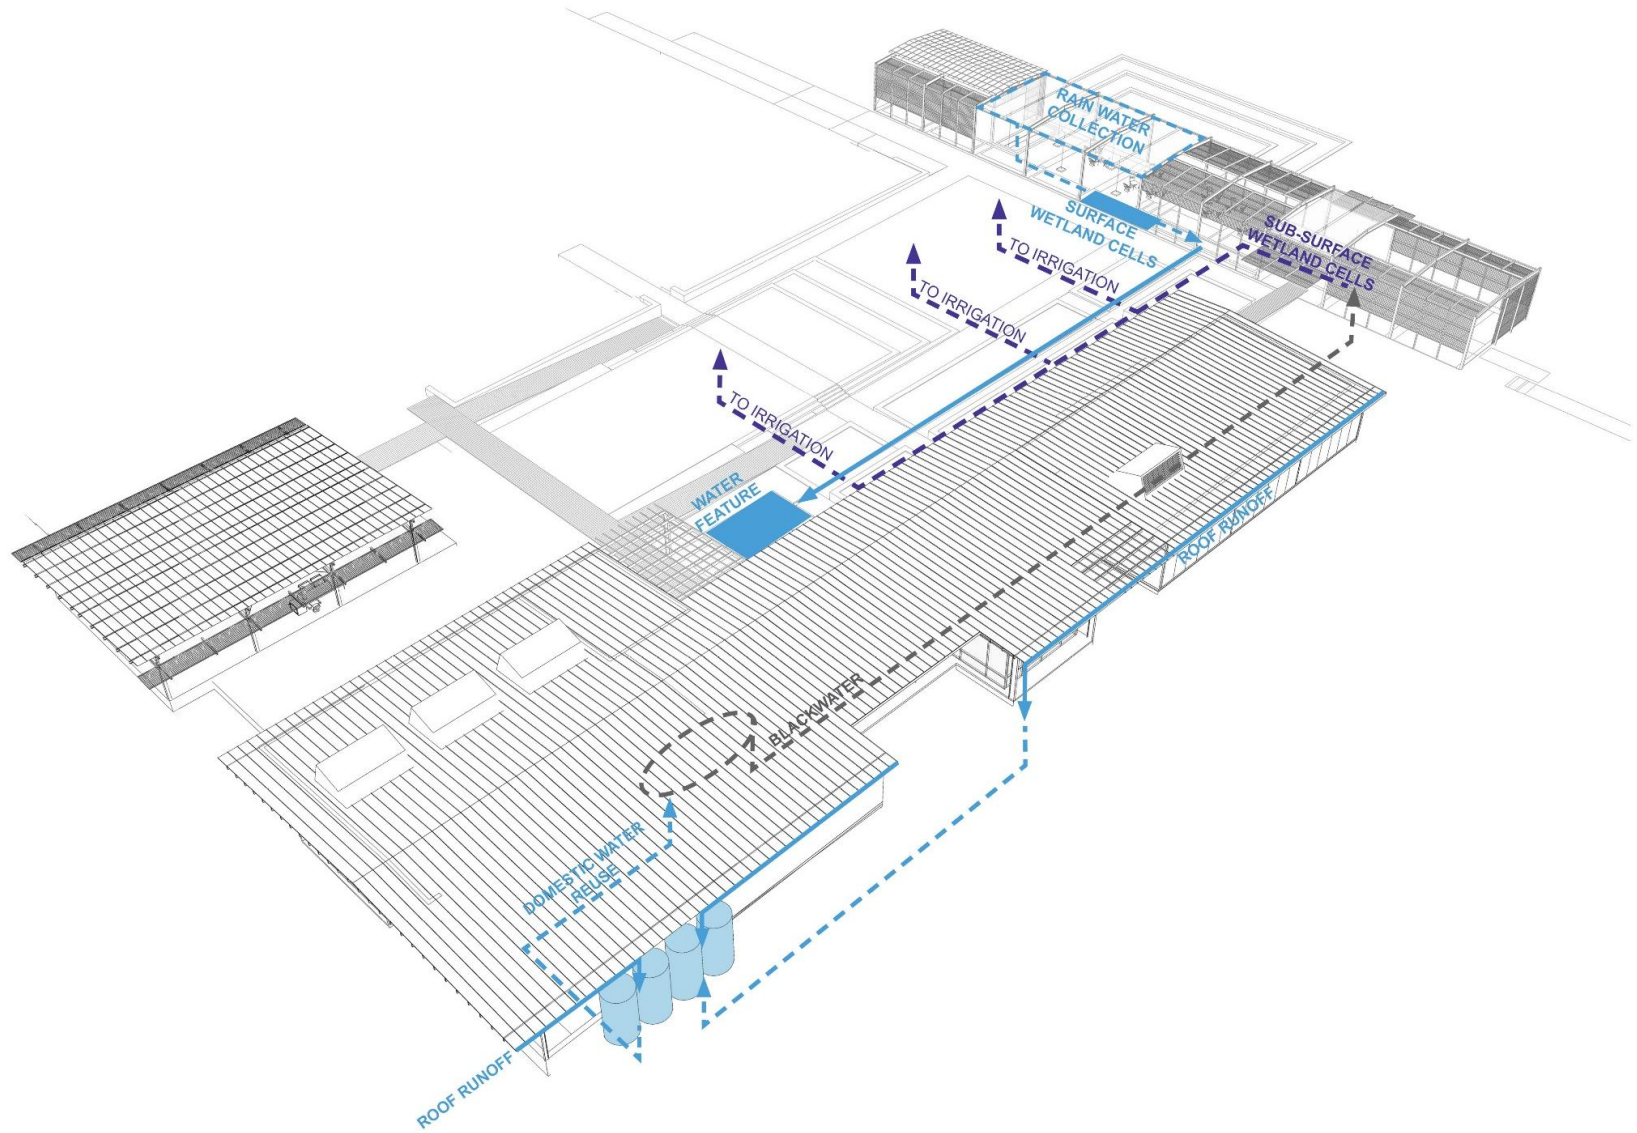 RAIN WATER
COLLECTION
SURFACE
WETLAND CELLS
SUB-SURFACE
WETLAND CELLS
TO IRRIGATION
TO IRRIGATION
TO IRRIGATION
WATER
FEATURE
ROOF RUNOFF
BLACKWATER
DOMESTIC WATER
REUSE
ROOF RUNOFF